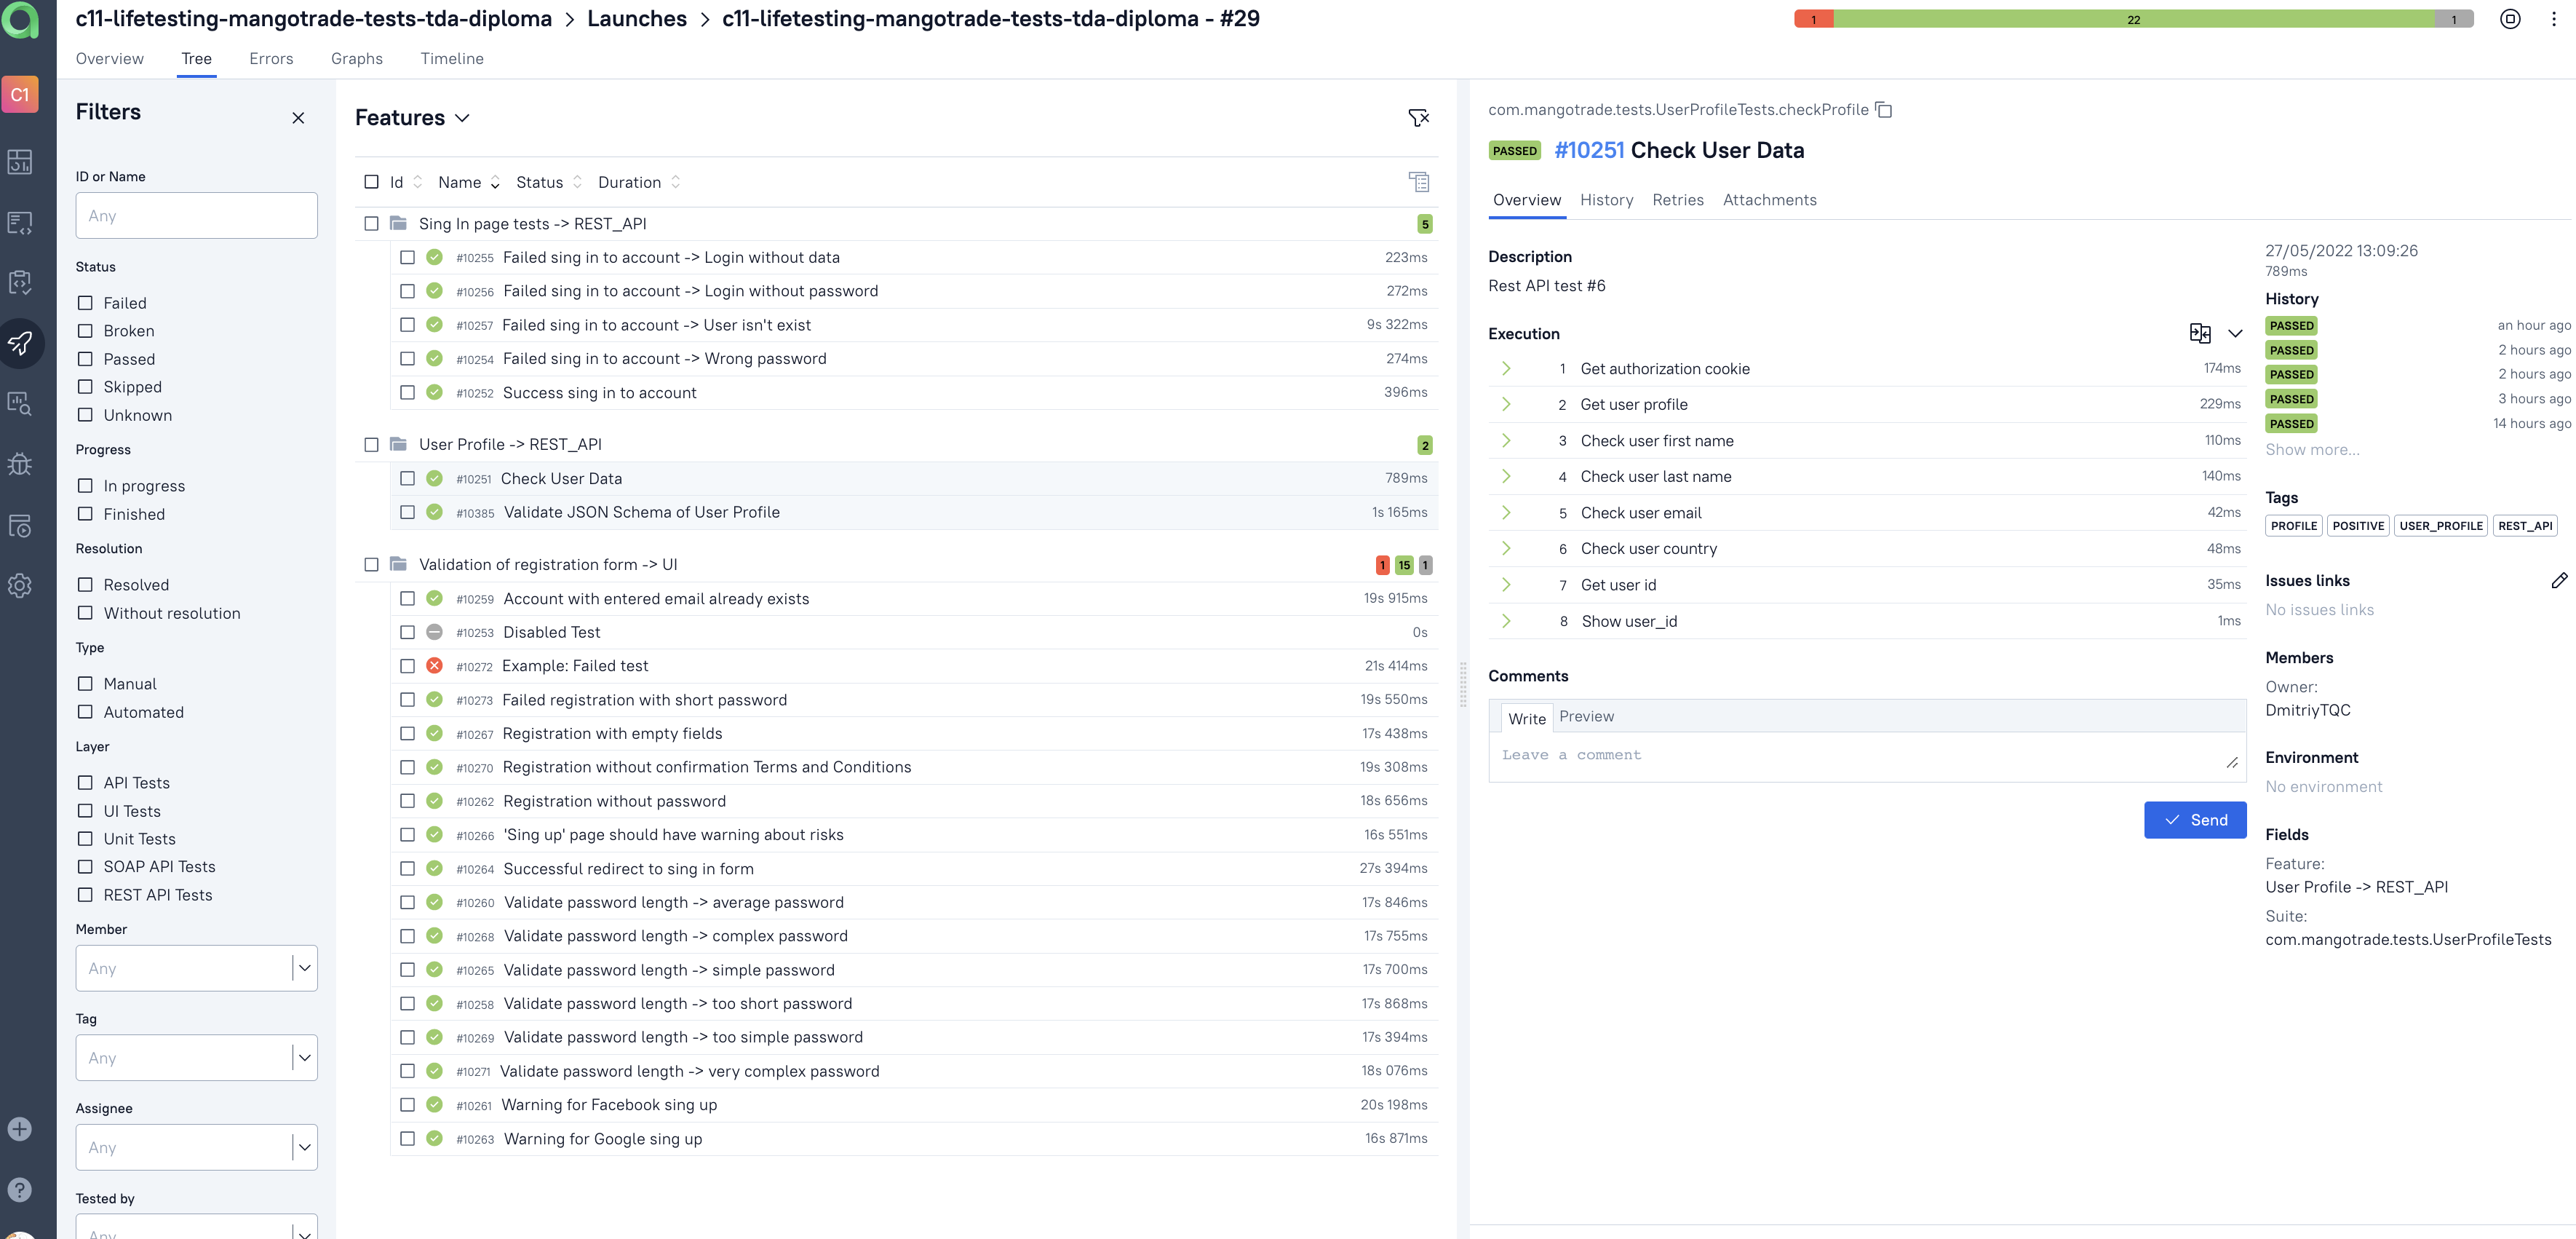 c11-lifetesting-mangotrade-tests-tda-diploma > Launches > c11-lifetesting-mangotrade-tests-tda-diploma - #29
1 22 1
Overview Tree Errors Graphs Timeline
C1
Filters
ID or Name
Any
Status
Failed
Broken
Passed
Skipped
Unknown
Progress
In progress
Finished
Resolution
Resolved
Without resolution
Type
Manual
Automated
Layer
API Tests
UI Tests
Unit Tests
SOAP API Tests
REST API Tests
Member
Any
Tag
Any
Assignee
Any
Tested by
Any
Features
Id Name Status Duration
Sing In page tests -> REST_API 5
#10255 Failed sing in to account -> Login without data 223ms
#10256 Failed sing in to account -> Login without password 272ms
#10257 Failed sing in to account -> User isn't exist 9s 322ms
#10254 Failed sing in to account -> Wrong password 274ms
#10252 Success sing in to account 396ms
User Profile -> REST_API 2
#10251 Check User Data 789ms
#10385 Validate JSON Schema of User Profile 1s 165ms
Validation of registration form -> UI 1 15 1
#10259 Account with entered email already exists 19s 915ms
#10253 Disabled Test 0s
#10272 Example: Failed test 21s 414ms
#10273 Failed registration with short password 19s 550ms
#10267 Registration with empty fields 17s 438ms
#10270 Registration without confirmation Terms and Conditions 19s 308ms
#10262 Registration without password 18s 656ms
#10266 'Sing up' page should have warning about risks 16s 551ms
#10264 Successful redirect to sing in form 27s 394ms
#10260 Validate password length -> average password 17s 846ms
#10268 Validate password length -> complex password 17s 755ms
#10265 Validate password length -> simple password 17s 700ms
#10258 Validate password length -> too short password 17s 868ms
#10269 Validate password length -> too simple password 17s 394ms
#10271 Validate password length -> very complex password 18s 076ms
#10261 Warning for Facebook sing up 20s 198ms
#10263 Warning for Google sing up 16s 871ms
com.mangotrade.tests.UserProfileTests.checkProfile
PASSED #10251 Check User Data
Overview History Retries Attachments
Description
Rest API test #6
Execution
1 Get authorization cookie 174ms
2 Get user profile 229ms
3 Check user first name 110ms
4 Check user last name 140ms
5 Check user email 42ms
6 Check user country 48ms
7 Get user id 35ms
8 Show user_id 1ms
Comments
Write Preview
Leave a comment
Send
27/05/2022 13:09:26
789ms
History
PASSED an hour ago
PASSED 2 hours ago
PASSED 2 hours ago
PASSED 3 hours ago
PASSED 14 hours ago
Show more...
Tags
PROFILE POSITIVE USER_PROFILE REST_API
Issues links
No issues links
Members
Owner:
DmitriyTQC
Environment
No environment
Fields
Feature:
User Profile -> REST_API
Suite:
com.mangotrade.tests.UserProfileTests